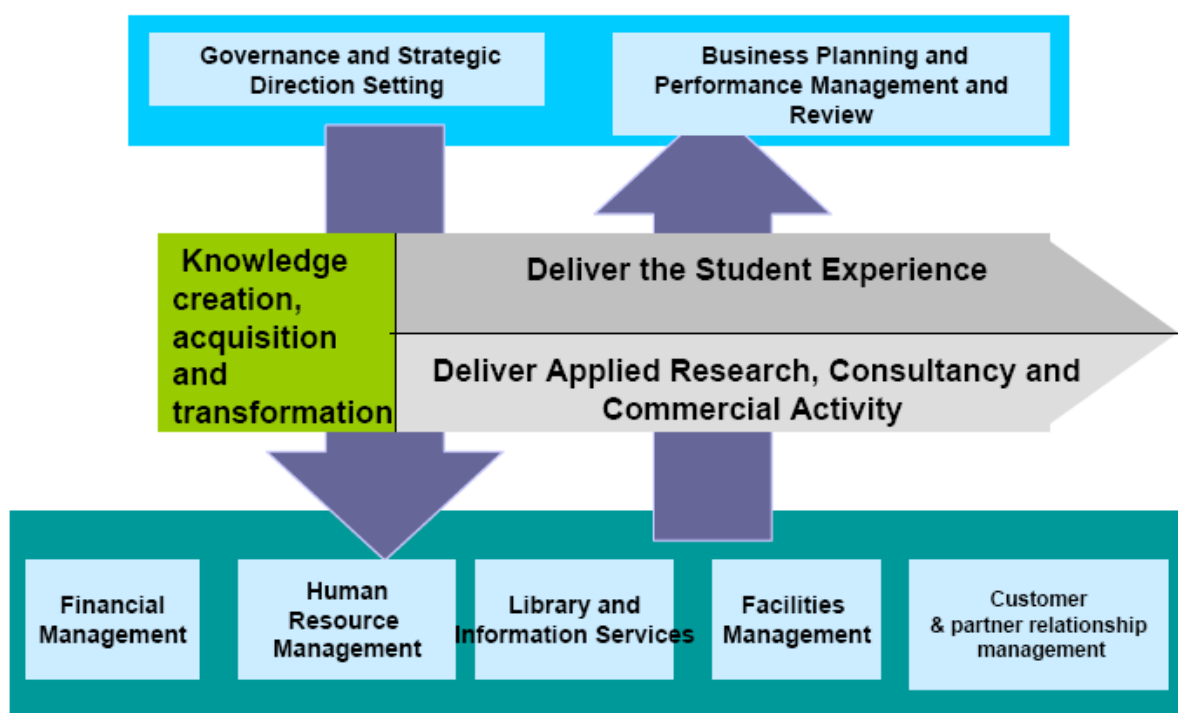 Governance and Strategic
Direction Setting
Business Planning and
Performance Management and
Review
Knowledge
creation,
acquisition
and
transformation
Deliver the Student Experience
Deliver Applied Research, Consultancy and
Commercial Activity
Financial
Management
Human
Resource
Management
Library and
Information Services
Facilities
Management
Customer
& partner relationship
management